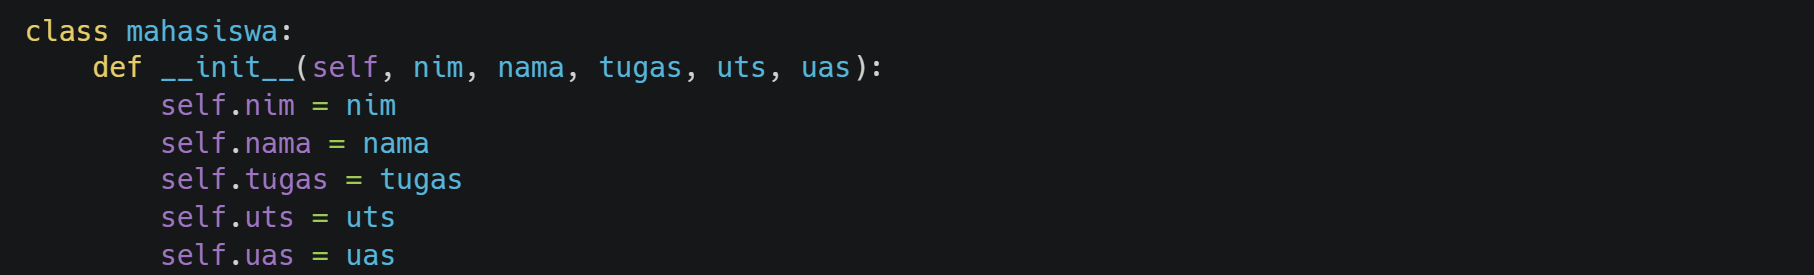 class mahasiswa:
    def __init__(self, nim, nama, tugas, uts, uas):
        self.nim = nim
        self.nama = nama
        self.tugas = tugas
        self.uts = uts
        self.uas = uas